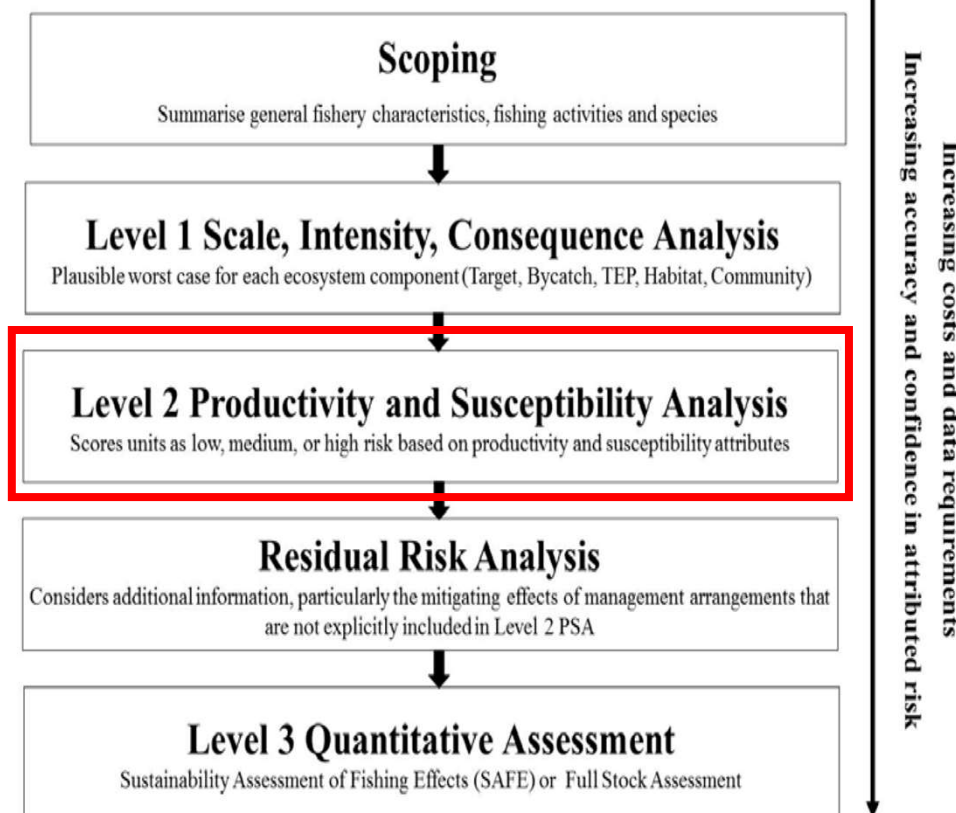 Scoping
Summarise general fishery characteristics, fishing activities and species
Level 1 Scale, Intensity, Consequence Analysis
Plausible worst case for each ecosystem component (Target, Bycatch, TEP, Habitat, Community)
Level 2 Productivity and Susceptibility Analysis
Scores units as low, medium, or high risk based on productivity and susceptibility attributes
Residual Risk Analysis
Considers additional information, particularly the mitigating effects of management arrangements that
are not explicitly included in Level 2 PSA
Level 3 Quantitative Assessment
Sustainability Assessment of Fishing Effects (SAFE) or Full Stock Assessment
Increasing costs and data requirements
Increasing accuracy and confidence in attributed risk